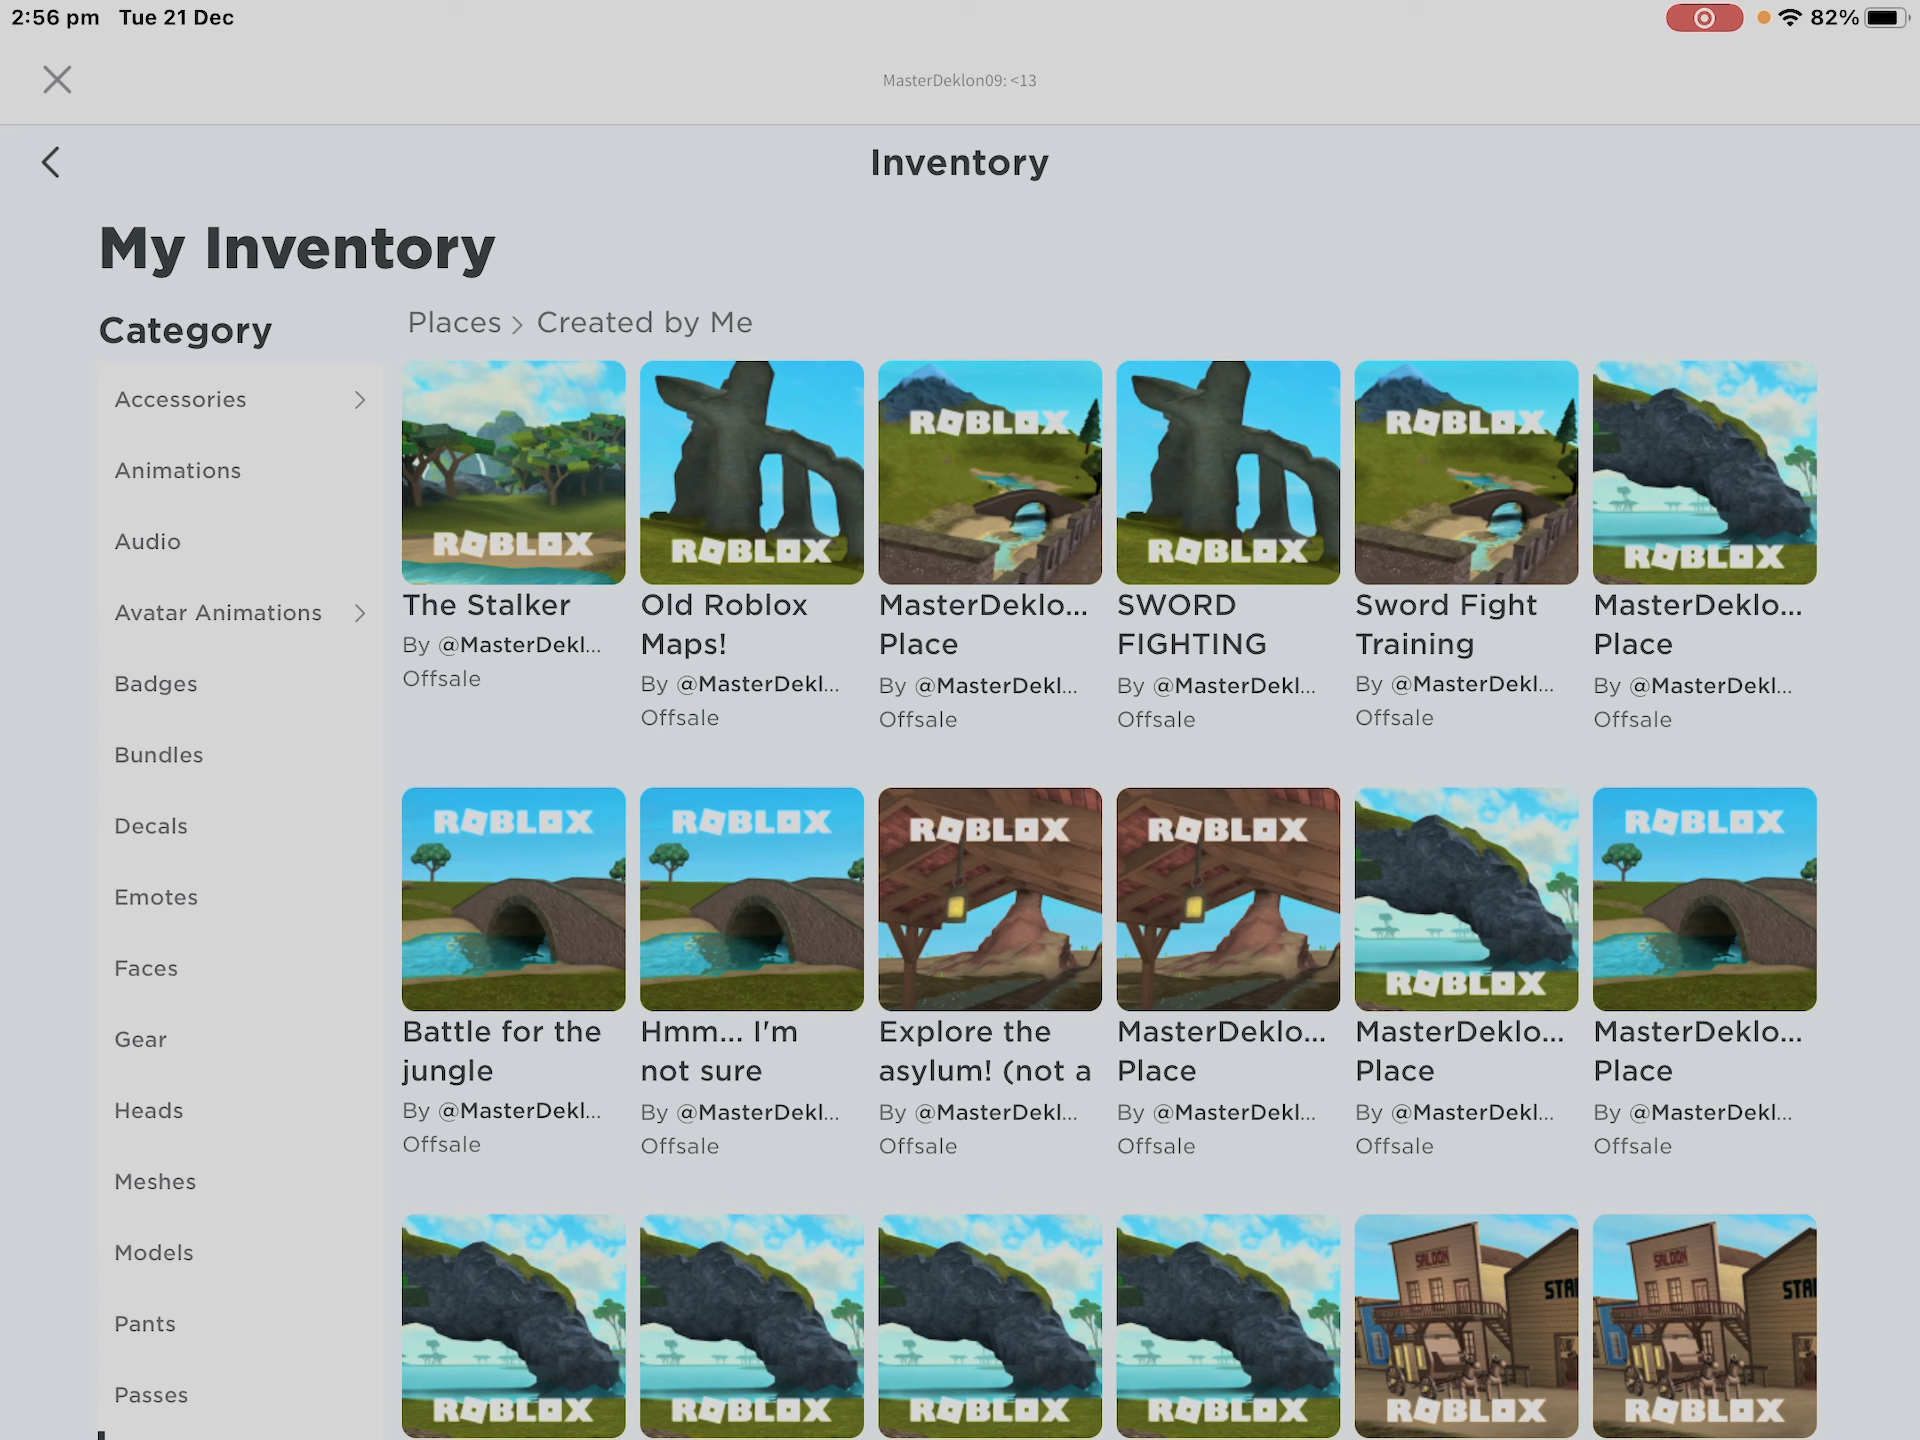 2:56 pm Tue 21 Dec
82%
MasterDeklon09: <13
Inventory
My Inventory
Category
Accessories
Animations
Audio
Avatar Animations
Badges
Bundles
Decals
Emotes
Faces
Gear
Heads
Meshes
Models
Pants
Passes
Places > Created by Me
ROBLOX
The Stalker
By @MasterDekl...
Offsale
ROBLOX
Old Roblox
Maps!
By @MasterDekl...
Offsale
ROBLOX
MasterDeklo...
Place
By @MasterDekl...
Offsale
ROBLOX
SWORD
FIGHTING
By @MasterDekl...
Offsale
ROBLOX
Sword Fight
Training
By @MasterDekl...
Offsale
ROBLOX
MasterDeklo...
Place
By @MasterDekl...
Offsale
ROBLOX
Battle for the
jungle
By @MasterDekl...
Offsale
ROBLOX
Hmm... I'm
not sure
By @MasterDekl...
Offsale
ROBLOX
Explore the
asylum! (not a
By @MasterDekl...
Offsale
ROBLOX
MasterDeklo...
Place
By @MasterDekl...
Offsale
ROBLOX
MasterDeklo...
Place
By @MasterDekl...
Offsale
ROBLOX
MasterDeklo...
Place
By @MasterDekl...
Offsale
ROBLOX
ROBLOX
ROBLOX
ROBLOX
SALOON
STA
ROBLOX
SALOON
STA
ROBLOX